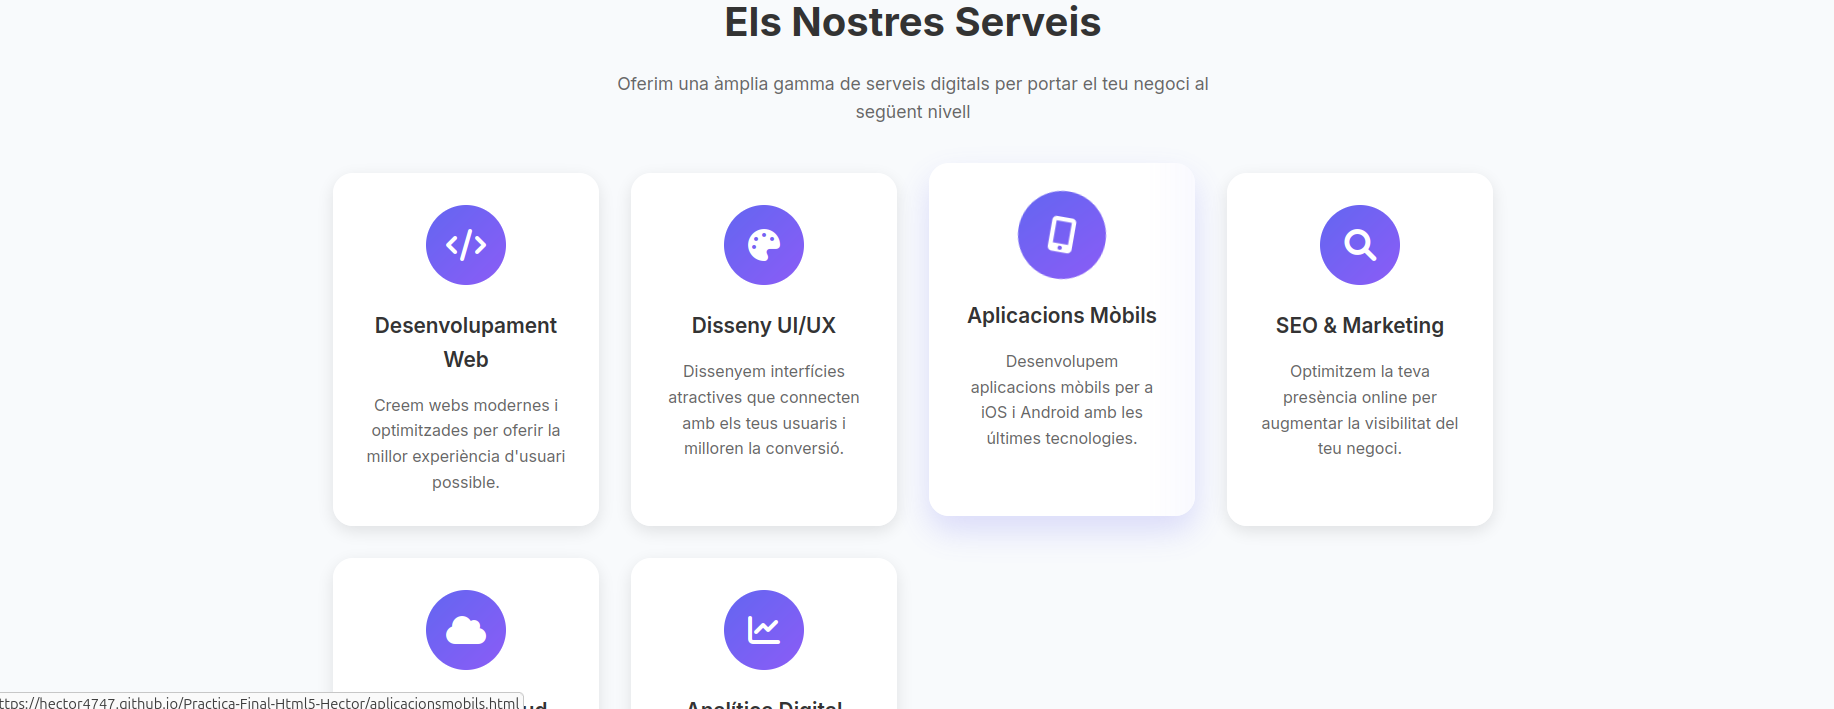 Els Nostres Serveis
Oferim una àmplia gamma de serveis digitals per portar el teu negoci al
següent nivell
Desenvolupament
Web
Creem webs modernes i
optimitzades per oferir la
millor experiència d'usuari
possible.
Disseny UI/UX
Dissenyem interfícies
atractives que connecten
amb els teus usuaris i
milloren la conversió.
Aplicacions Mòbils
Desenvolupem
aplicacions mòbils per a
iOS i Android amb les
últimes tecnologies.
SEO & Marketing
Optimitzem la teva
presència online per
augmentar la visibilitat del
teu negoci.
Analítica Digital
ttps://hector4747.github.io/Practica-Final-Html5-Hector/aplicacionsmobils.html